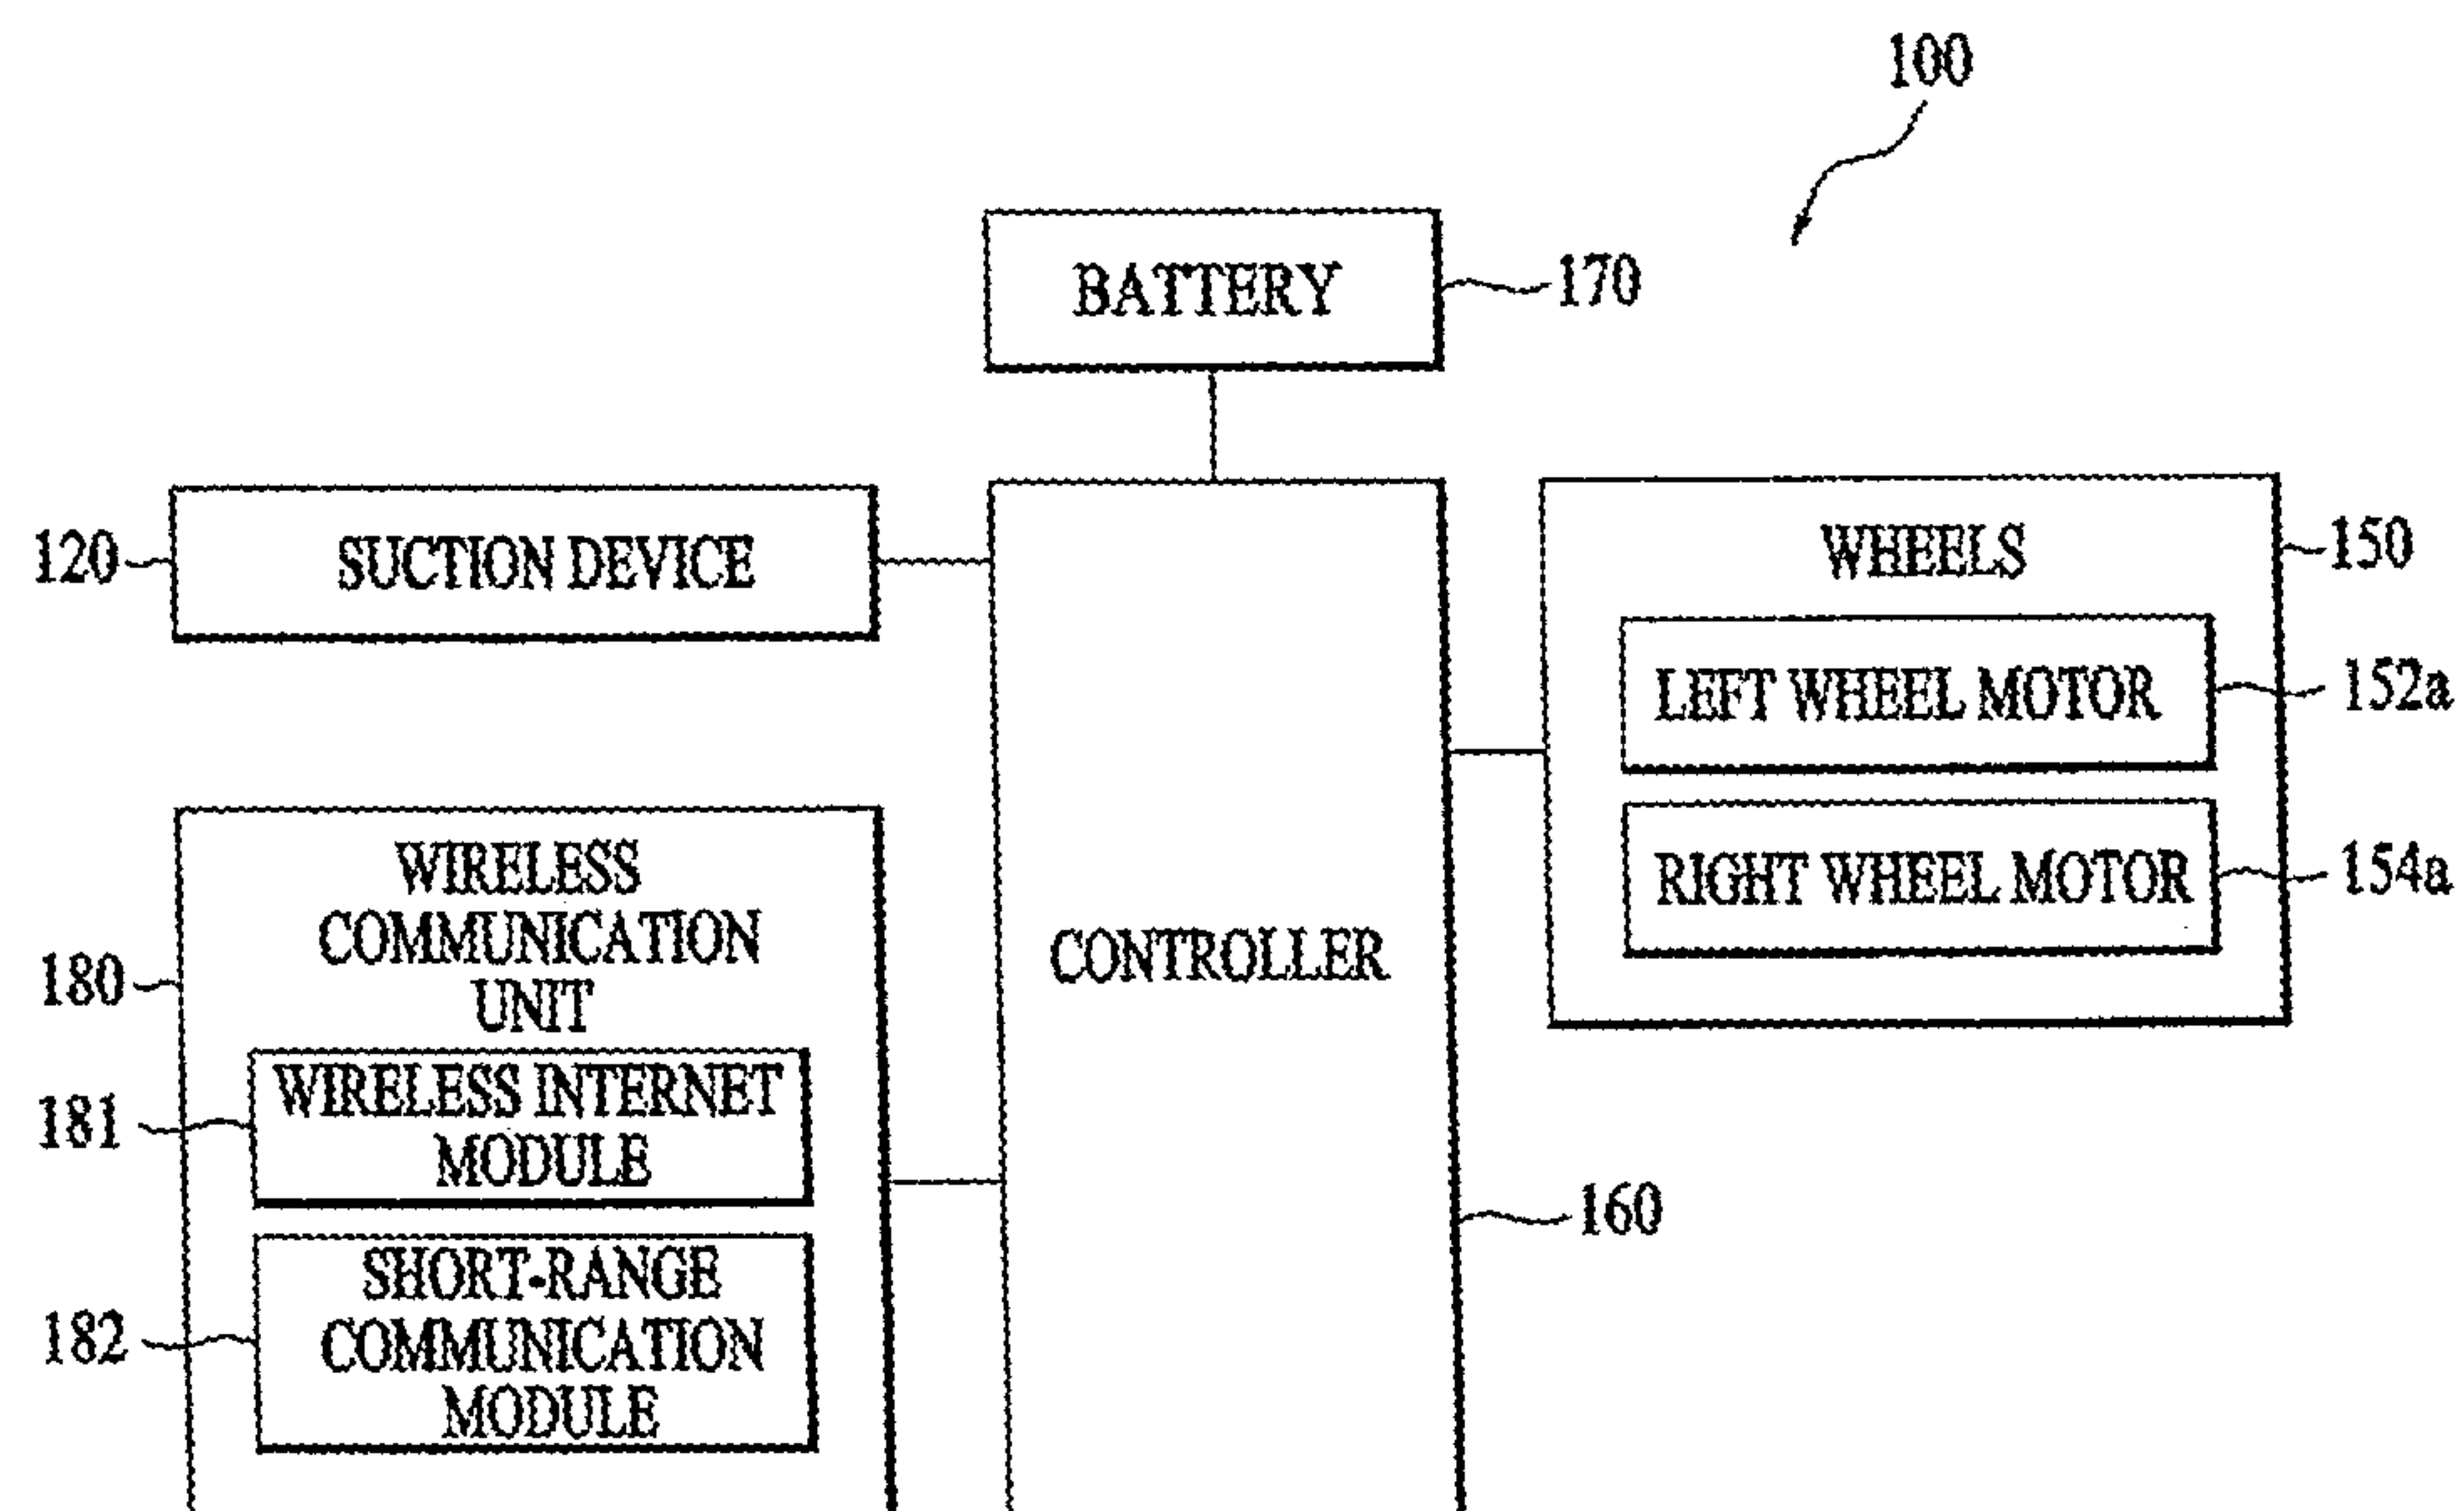 100
BATTERY
170
120
SUCTION DEVICE
WHEELS
150
LEFT WHEEL MOTOR
152a
RIGHT WHEEL MOTOR
154a
CONTROLLER
160
180
WIRELESS
COMMUNICATION
UNIT
181
WIRELESS INTERNET
MODULE
182
SHORT-RANGE
COMMUNICATION
MODULE